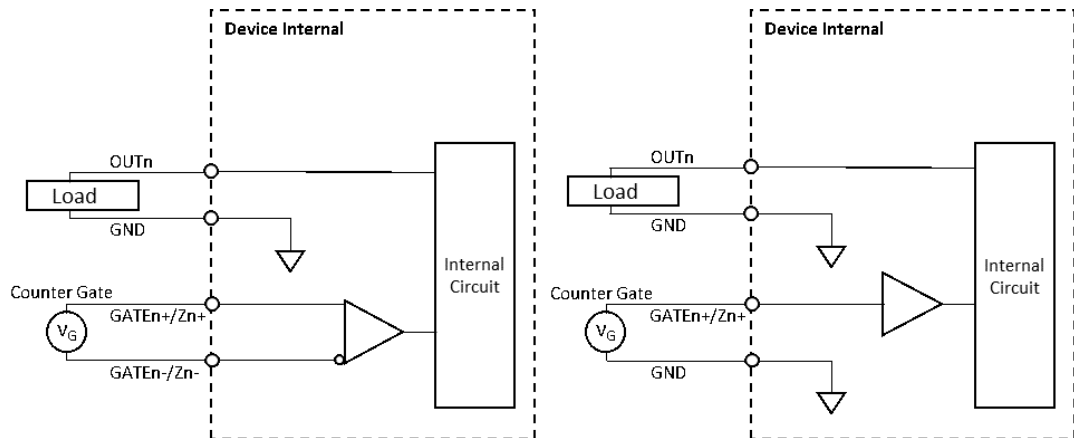 Device Internal
OUTn
Load
GND
Internal
Circuit
Counter Gate
GATEn+/Zn+
VG
GATEn-/Zn-
Device Internal
OUTn
Load
GND
Internal
Circuit
Counter Gate
GATEn+/Zn+
VG
GND